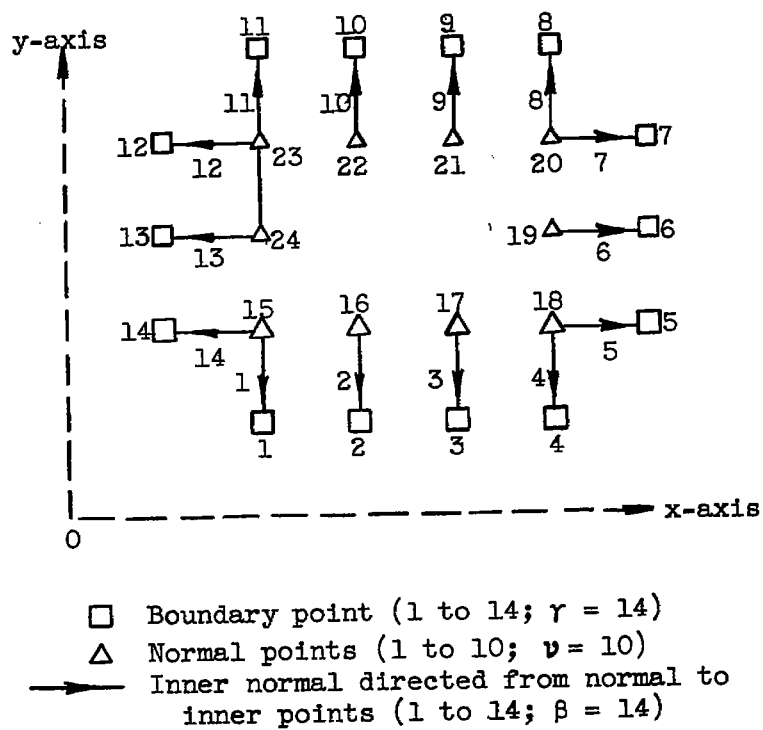 11 10 9 8
y-axis
11 10 9 8
12 23 22 21 20 7
12 7
13 24 19 6
13 6
15 16 17 18
14 5
14 1 2 3 4 5
1 2 3 4
x-axis
0
Boundary point (1 to 14; γ = 14)
Normal points (1 to 10; ν = 10)
Inner normal directed from normal to
inner points (1 to 14; β = 14)